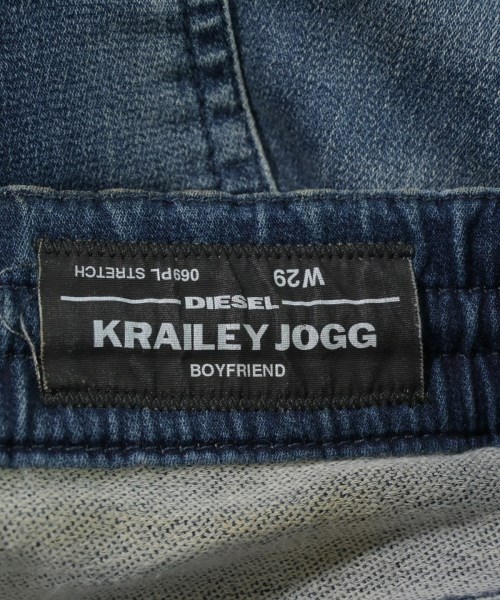 W29 069PL STRETCH
DIESEL
KRAILEY JOGG
BOYFRIEND